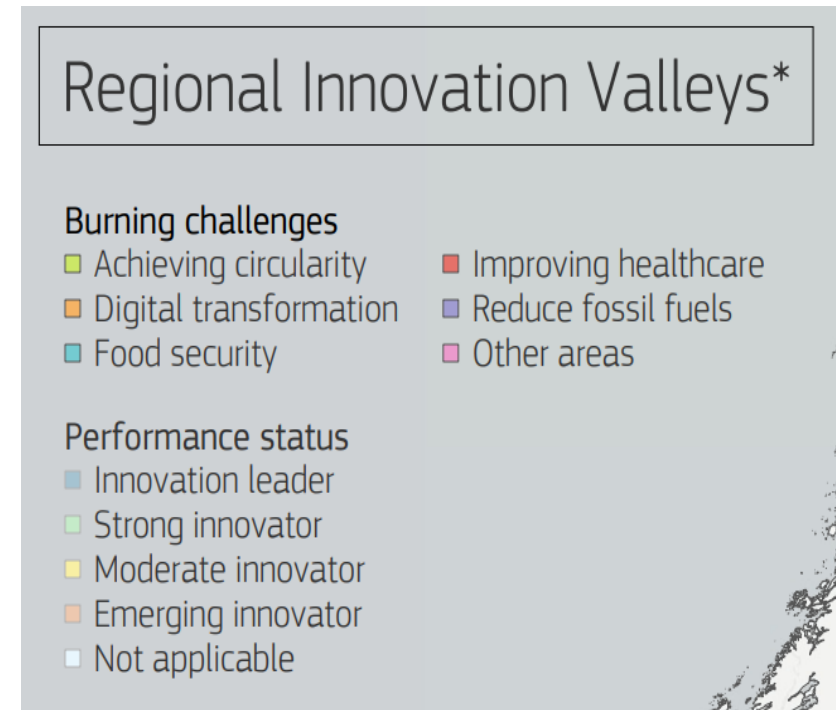 Regional Innovation Valleys*
Burning challenges
Achieving circularity
Digital transformation
Food security
Improving healthcare
Reduce fossil fuels
Other areas
Performance status
Innovation leader
Strong innovator
Moderate innovator
Emerging innovator
Not applicable